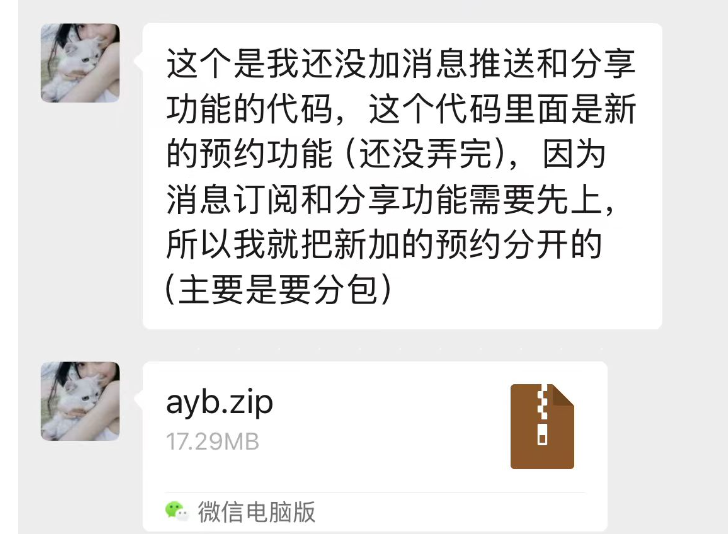 这个是我还没加消息推送和分享
功能的代码，这个代码里面是新
的预约功能（还没弄完），因为
消息订阅和分享功能需要先上，
所以我就把新加的预约分开的
（主要是要分包）
ayb.zip
17.29MB
微信电脑版